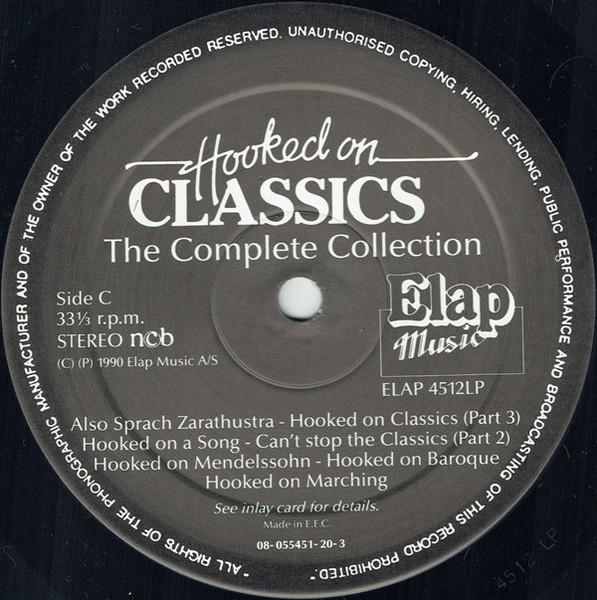 Hooked on
CLASSICS
The Complete Collection
Side C
33⅓ r.p.m.
STEREO ncb
(C) (P) 1990 Elap Music A/S
Elap
Music
ELAP 4512LP
Also Sprach Zarathustra - Hooked on Classics (Part 3)
Hooked on a Song - Can't stop the Classics (Part 2)
Hooked on Mendelssohn - Hooked on Baroque
Hooked on Marching
See inlay card for details.
Made in E.E.C.
08-055451-20-3
"ALL RIGHTS OF THE PHONOGRAPHIC MANUFACTURER AND OF THE OWNER OF THE WORK RECORDED RESERVED. UNAUTHORISED COPYING, HIRING, LENDING, PUBLIC PERFORMANCE AND BROADCASTING OF THIS RECORD PROHIBITED."
4512 LP